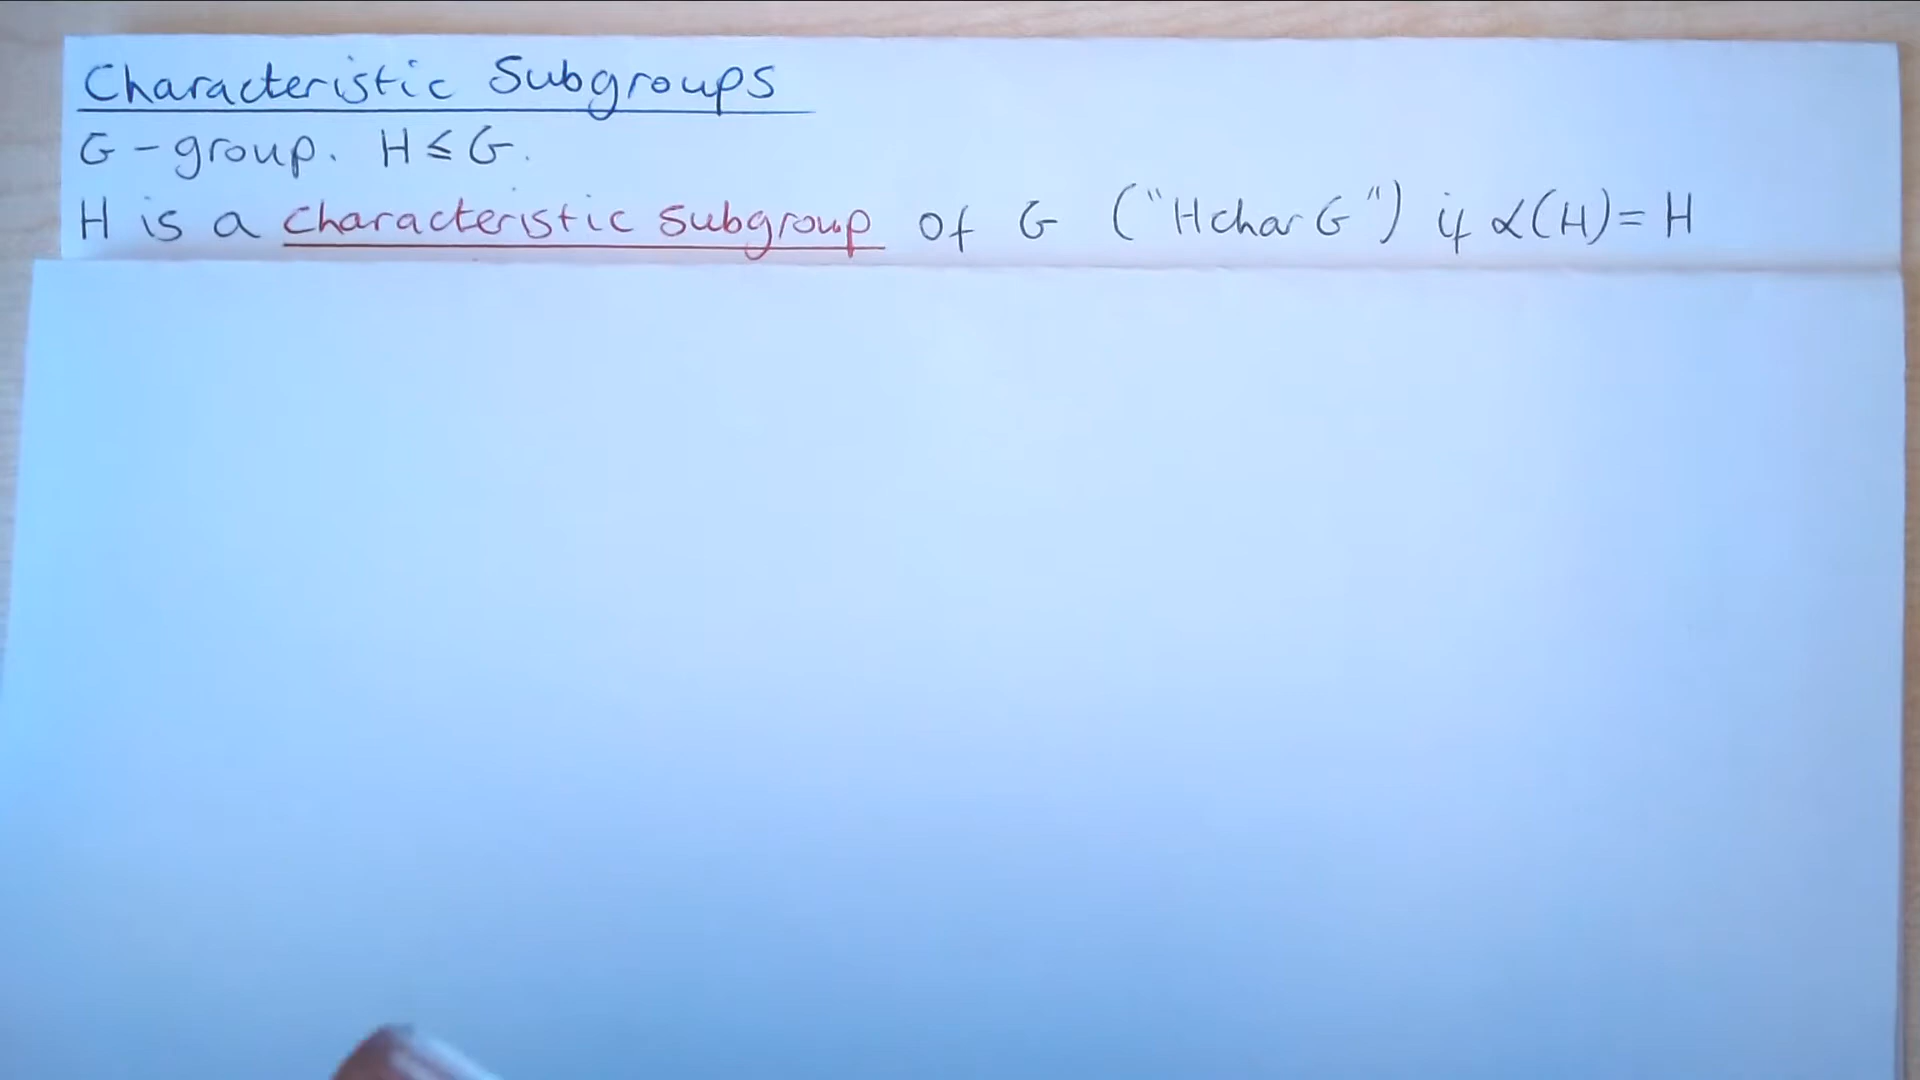 Characteristic Subgroups
G - group. H ≤ G.
H is a characteristic subgroup of G ("H char G") if α(H) = H